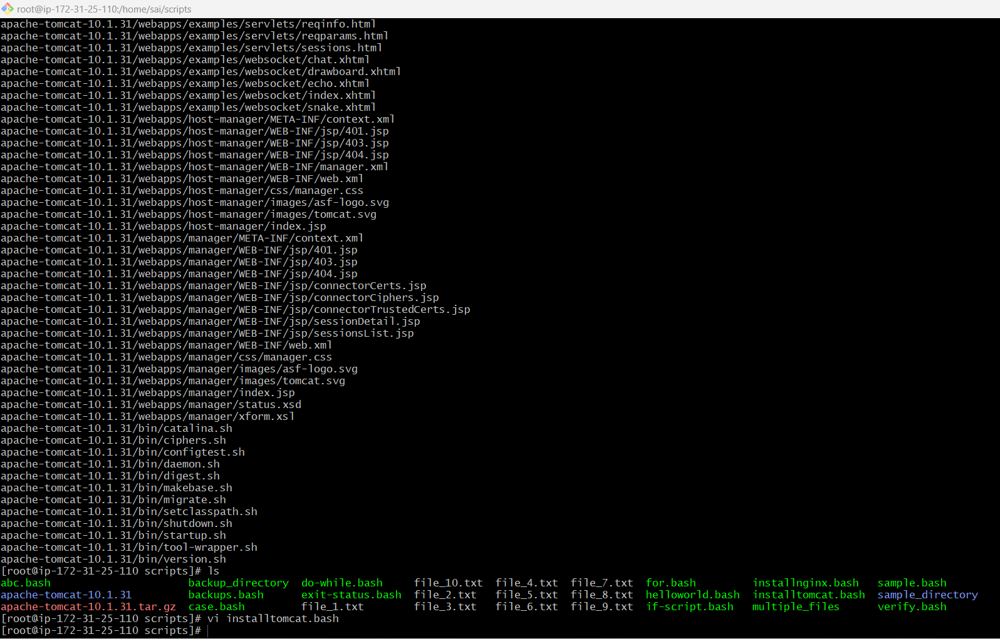 root@ip-172-31-25-110:/home/sai/scripts
apache-tomcat-10.1.31/webapps/examples/servlets/reqinfo.html
apache-tomcat-10.1.31/webapps/examples/servlets/reqparams.html
apache-tomcat-10.1.31/webapps/examples/servlets/sessions.html
apache-tomcat-10.1.31/webapps/examples/websocket/chat.xhtml
apache-tomcat-10.1.31/webapps/examples/websocket/drawboard.xhtml
apache-tomcat-10.1.31/webapps/examples/websocket/echo.xhtml
apache-tomcat-10.1.31/webapps/examples/websocket/index.xhtml
apache-tomcat-10.1.31/webapps/examples/websocket/snake.xhtml
apache-tomcat-10.1.31/webapps/host-manager/META-INF/context.xml
apache-tomcat-10.1.31/webapps/host-manager/WEB-INF/jsp/401.jsp
apache-tomcat-10.1.31/webapps/host-manager/WEB-INF/jsp/403.jsp
apache-tomcat-10.1.31/webapps/host-manager/WEB-INF/jsp/404.jsp
apache-tomcat-10.1.31/webapps/host-manager/WEB-INF/manager.xml
apache-tomcat-10.1.31/webapps/host-manager/WEB-INF/web.xml
apache-tomcat-10.1.31/webapps/host-manager/css/manager.css
apache-tomcat-10.1.31/webapps/host-manager/images/asf-logo.svg
apache-tomcat-10.1.31/webapps/host-manager/images/tomcat.svg
apache-tomcat-10.1.31/webapps/host-manager/index.jsp
apache-tomcat-10.1.31/webapps/manager/META-INF/context.xml
apache-tomcat-10.1.31/webapps/manager/WEB-INF/jsp/401.jsp
apache-tomcat-10.1.31/webapps/manager/WEB-INF/jsp/403.jsp
apache-tomcat-10.1.31/webapps/manager/WEB-INF/jsp/404.jsp
apache-tomcat-10.1.31/webapps/manager/WEB-INF/jsp/connectorCerts.jsp
apache-tomcat-10.1.31/webapps/manager/WEB-INF/jsp/connectorCiphers.jsp
apache-tomcat-10.1.31/webapps/manager/WEB-INF/jsp/connectorTrustedCerts.jsp
apache-tomcat-10.1.31/webapps/manager/WEB-INF/jsp/sessionDetail.jsp
apache-tomcat-10.1.31/webapps/manager/WEB-INF/jsp/sessionsList.jsp
apache-tomcat-10.1.31/webapps/manager/WEB-INF/web.xml
apache-tomcat-10.1.31/webapps/manager/css/manager.css
apache-tomcat-10.1.31/webapps/manager/images/asf-logo.svg
apache-tomcat-10.1.31/webapps/manager/images/tomcat.svg
apache-tomcat-10.1.31/webapps/manager/index.jsp
apache-tomcat-10.1.31/webapps/manager/status.xsd
apache-tomcat-10.1.31/webapps/manager/xform.xsl
apache-tomcat-10.1.31/bin/catalina.sh
apache-tomcat-10.1.31/bin/ciphers.sh
apache-tomcat-10.1.31/bin/configtest.sh
apache-tomcat-10.1.31/bin/daemon.sh
apache-tomcat-10.1.31/bin/digest.sh
apache-tomcat-10.1.31/bin/makebase.sh
apache-tomcat-10.1.31/bin/migrate.sh
apache-tomcat-10.1.31/bin/setclasspath.sh
apache-tomcat-10.1.31/bin/shutdown.sh
apache-tomcat-10.1.31/bin/startup.sh
apache-tomcat-10.1.31/bin/tool-wrapper.sh
apache-tomcat-10.1.31/bin/version.sh
[root@ip-172-31-25-110 scripts]# ls
abc.bash backup_directory do-while.bash file_10.txt file_4.txt file_7.txt for.bash installnginx.bash sample.bash
apache-tomcat-10.1.31 backups.bash exit-status.bash file_2.txt file_5.txt file_8.txt helloworld.bash installtomcat.bash sample_directory
apache-tomcat-10.1.31.tar.gz case.bash file_1.txt file_3.txt file_6.txt file_9.txt if-script.bash multiple_files verify.bash
[root@ip-172-31-25-110 scripts]# vi installtomcat.bash
[root@ip-172-31-25-110 scripts]#